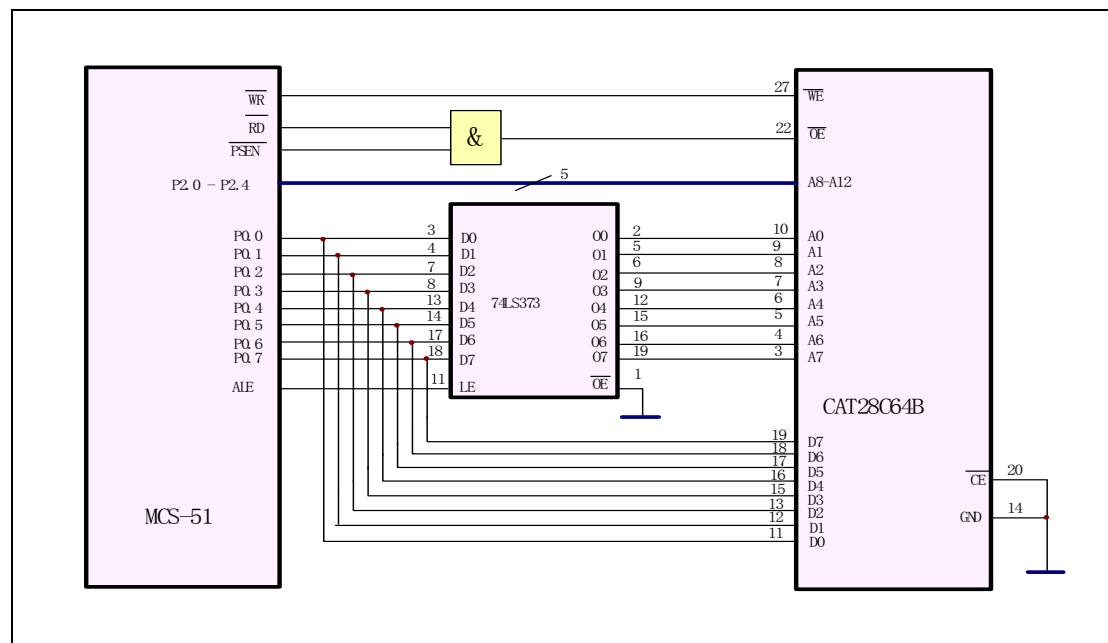 WR
RD
PSEN
P2.0 - P2.4
P0.0
P0.1
P0.2
P0.3
P0.4
P0.5
P0.6
P0.7
ALE
MCS-51
&
5
3
4
7
8
13
14
17
18
11
D0
D1
D2
D3
D4
D5
D6
D7
LE
74LS373
O0
O1
O2
O3
O4
O5
O6
O7
OE
2
5
6
9
12
15
16
19
1
27
22
10
9
8
7
6
5
4
3
19
18
17
16
15
13
12
11
WE
OE
A8-A12
A0
A1
A2
A3
A4
A5
A6
A7
CAT28C64B
D7
D6
D5
D4
D3
D2
D1
D0
CE
GND
20
14